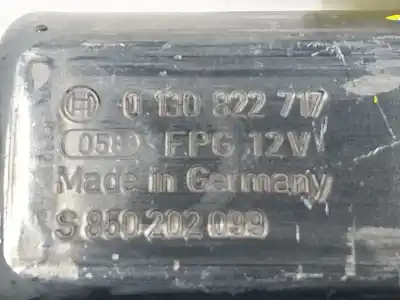 0 130 822 717
058 FPG 12V
Made in Germany
S 850 202 099